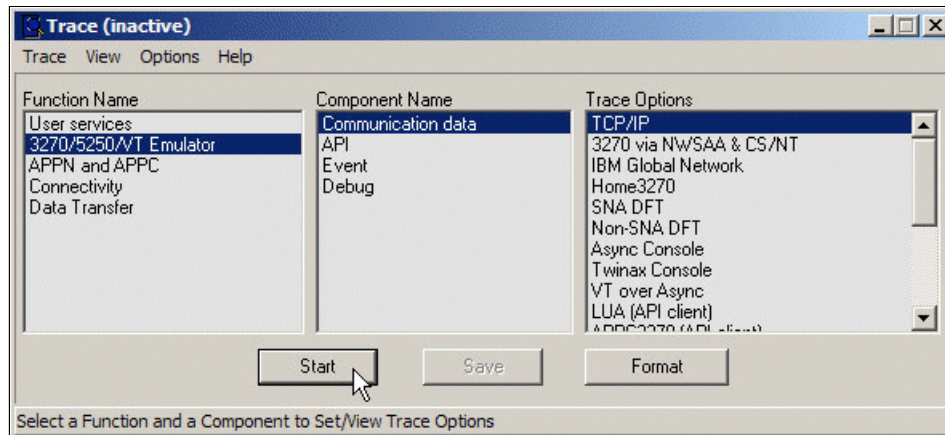 Trace (inactive)
Trace View Options Help
Function Name
User services
3270/5250/VT Emulator
APPN and APPC
Connectivity
Data Transfer
Component Name
Communication data
API
Event
Debug
Trace Options
TCP/IP
3270 via NWSAA & CS/NT
IBM Global Network
Home3270
SNA DFT
Non-SNA DFT
Async Console
Twinax Console
VT over Async
LUA (API client)
Start
Save
Format
Select a Function and a Component to Set/View Trace Options